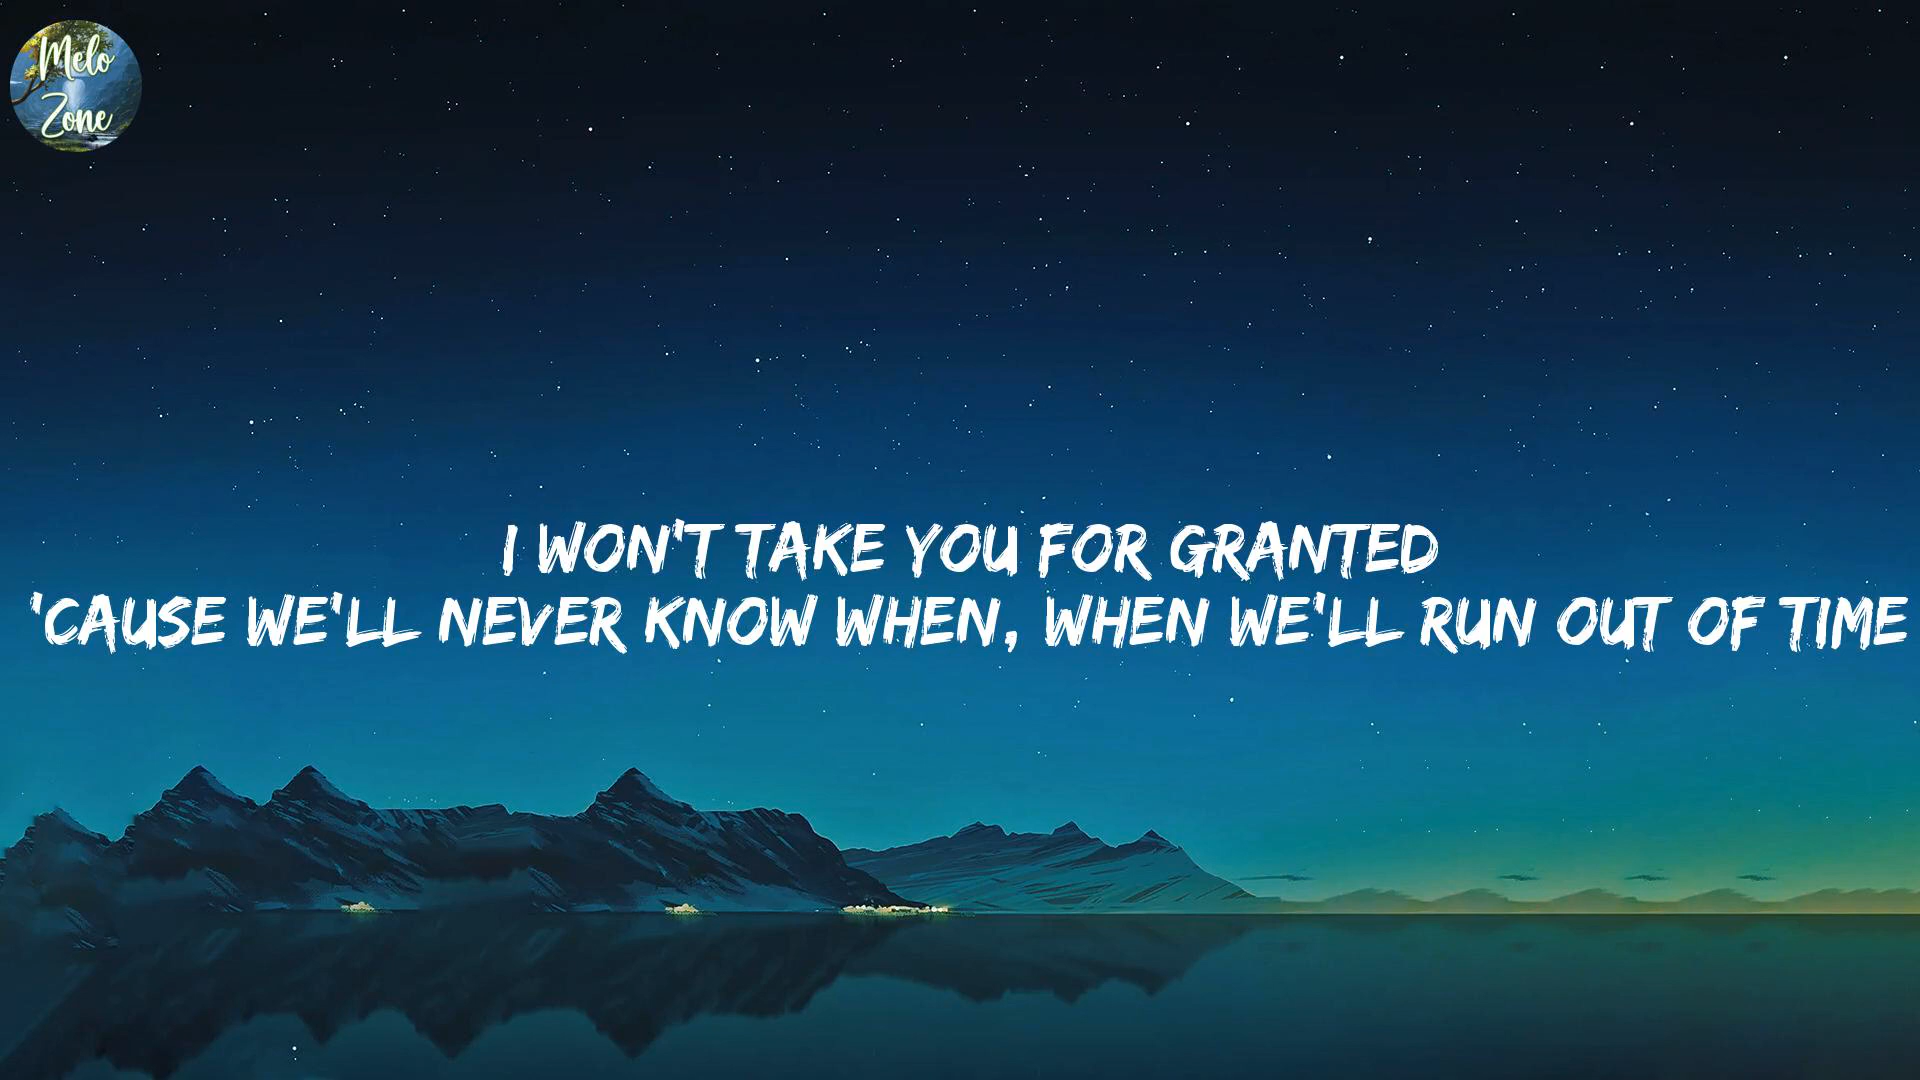 Melo
Zone
I WON'T TAKE YOU FOR GRANTED
'CAUSE WE'LL NEVER KNOW WHEN, WHEN WE'LL RUN OUT OF TIME